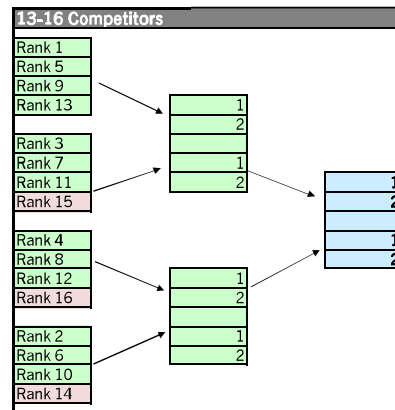 13-16 Competitors
Rank 1
Rank 5
Rank 9
Rank 13
Rank 3
Rank 7
Rank 11
Rank 15
Rank 4
Rank 8
Rank 12
Rank 16
Rank 2
Rank 6
Rank 10
Rank 14
1
2
1
2
1
2
1
2
1
2
1
2